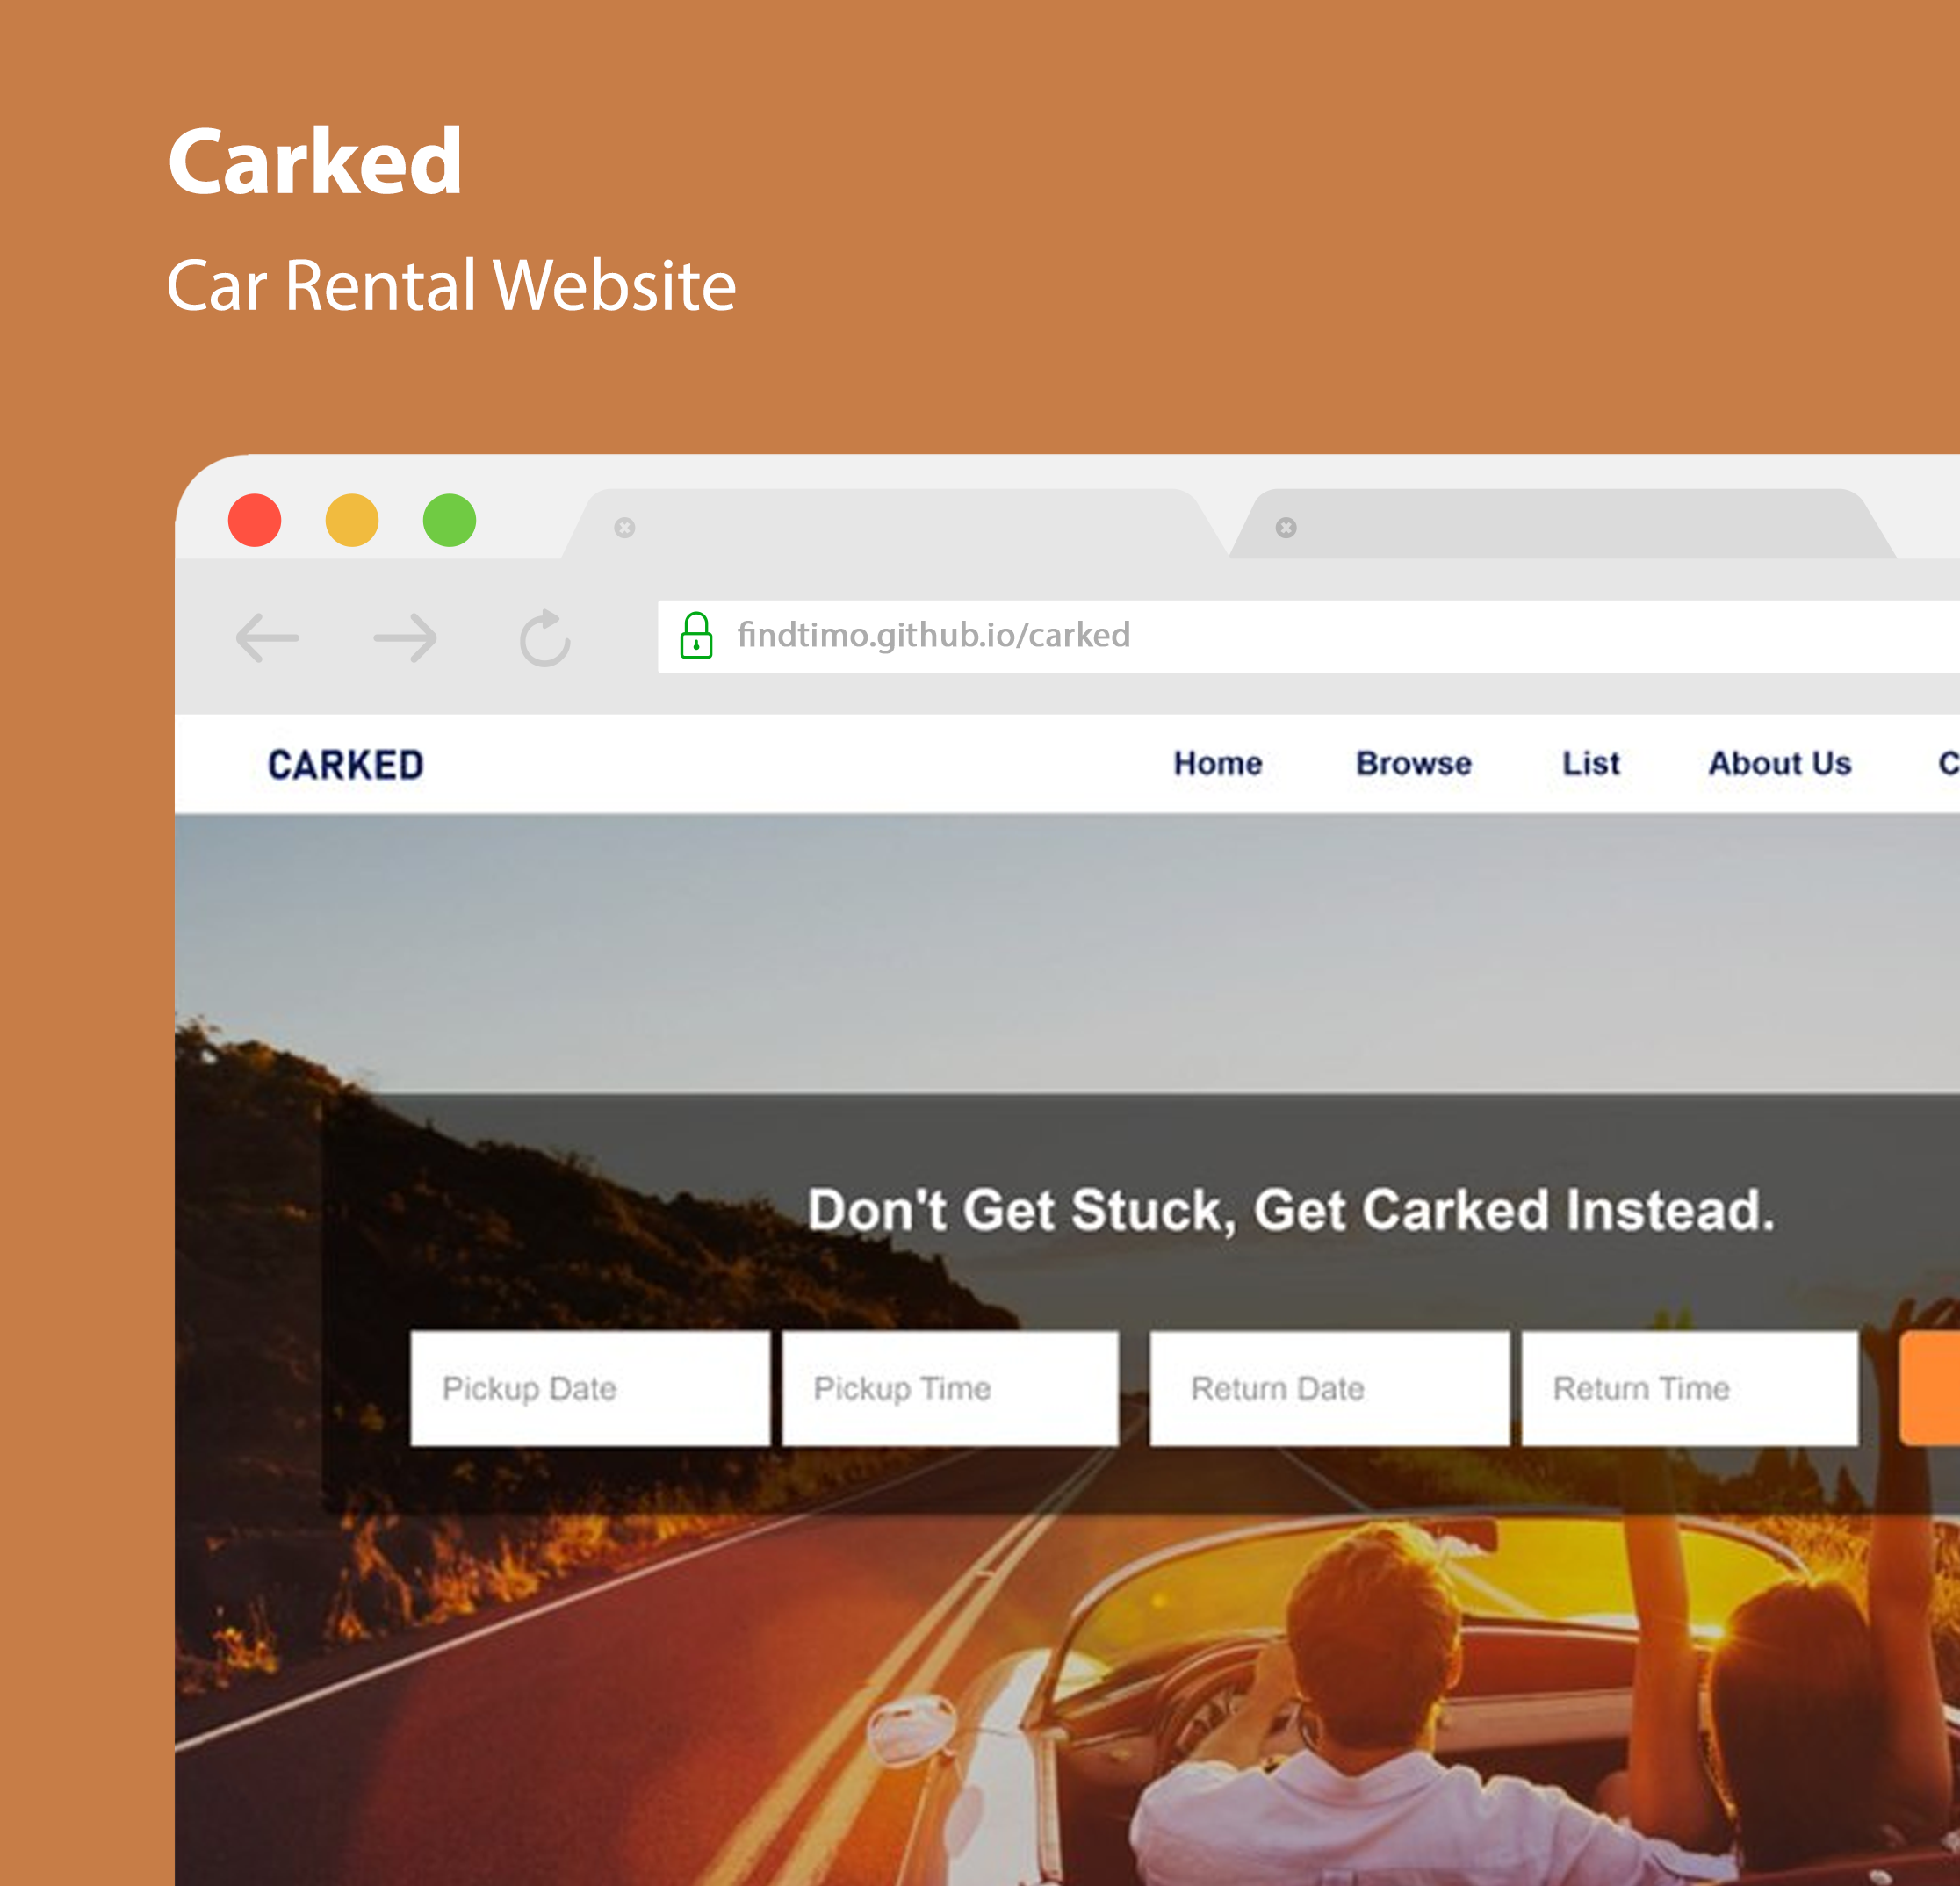 Carked
Car Rental Website
findtimo.github.io/carked
CARKED Home Browse List About Us
Don't Get Stuck, Get Carked Instead.
Pickup Date Pickup Time Return Date Return Time